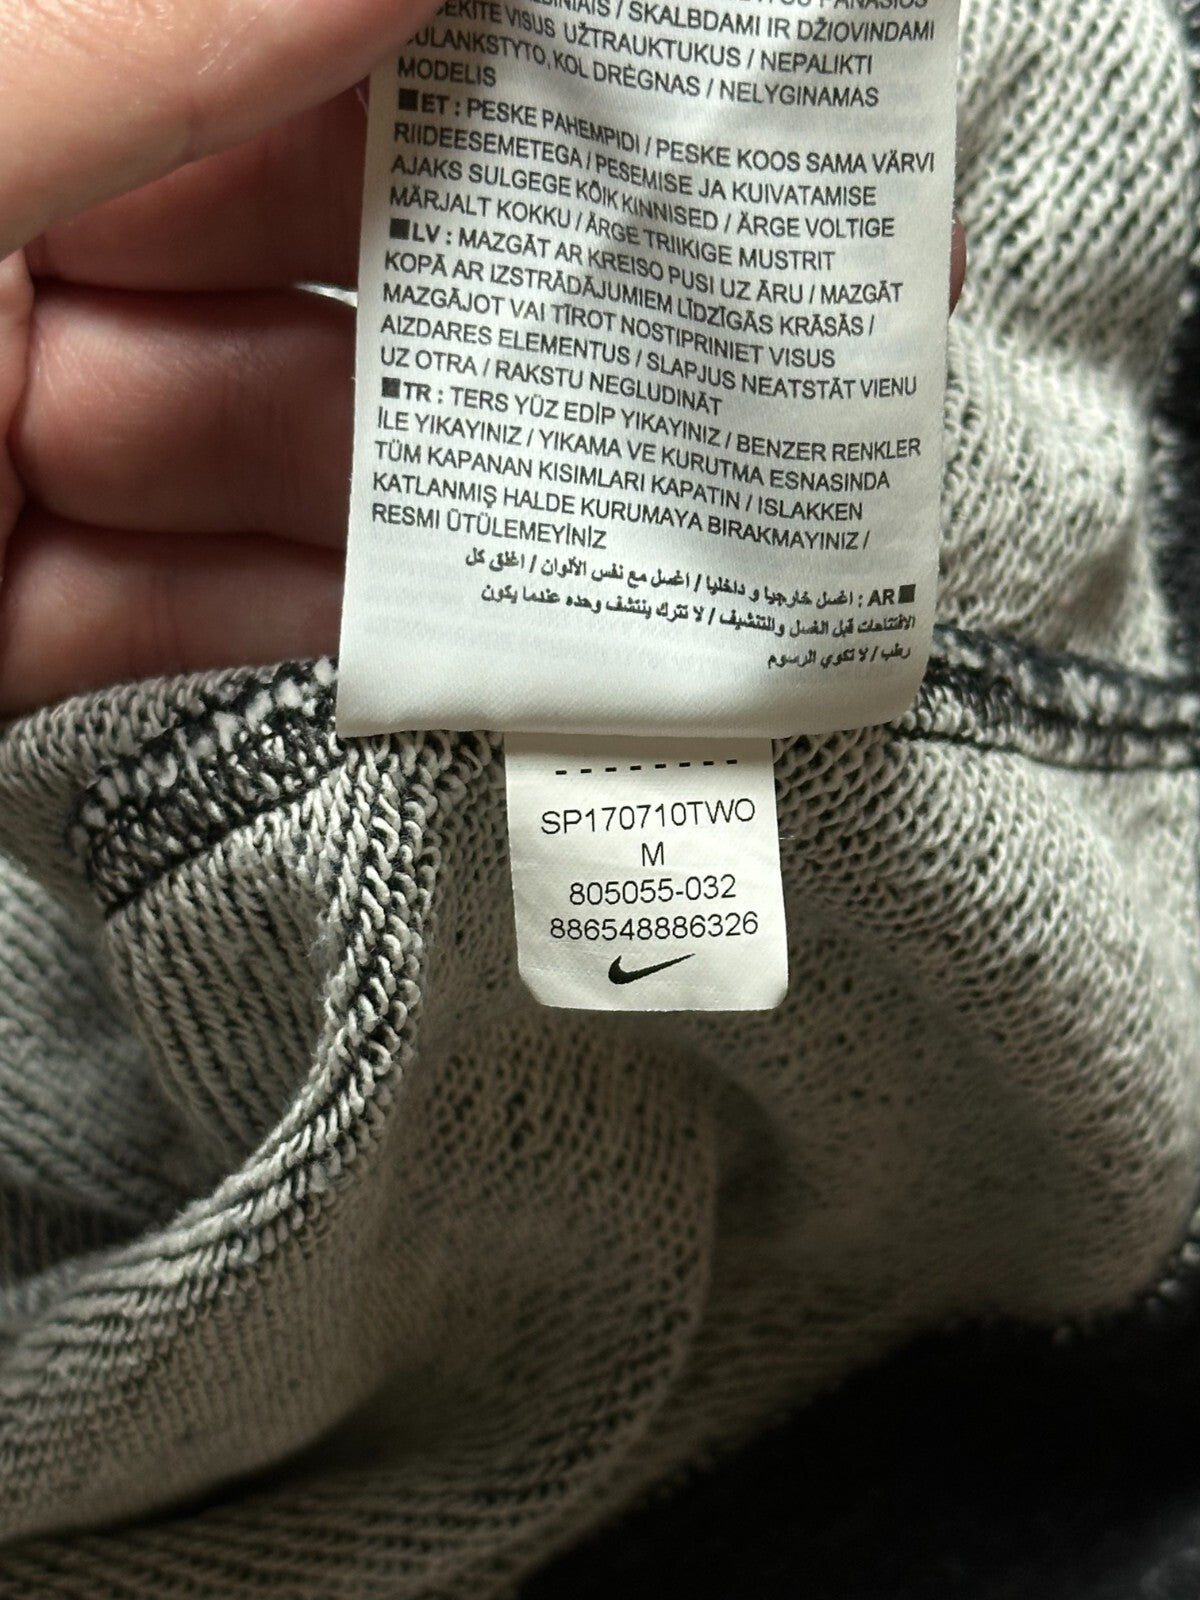 SKALBDAMI IR DŽIOVINDAMI
VISUS UŽTRAUKTUKUS / NEPALIKTI
SULANKSTYTO, KOL DRĖGNAS / NELYGINAMAS
MODELIS
■ET : PESKE PAHEMPIDI / PESKE KOOS SAMA VÄRVI
RIIDEESEMETEGA / PESEMISE JA KUIVATAMISE
AJAKS SULGEGE KÕIK KINNISED / ÄRGE VOLTIGE
MÄRJALT KOKKU / ÄRGE TRIIKIGE MUSTRIT
■LV : MAZGĀT AR KREISO PUSI UZ ĀRU / MAZGĀT
KOPĀ AR IZSTRĀDĀJUMIEM LĪDZĪGĀS KRĀSĀS /
MAZGĀJOT VAI TĪROT NOSTIPRINIET VISUS
AIZDARES ELEMENTUS / SLAPJUS NEATSTĀT VIENU
UZ OTRA / RAKSTU NEGLUDINĀT
■TR : TERS YÜZ EDİP YIKAYINIZ / BENZER RENKLER
İLE YIKAYINIZ / YIKAMA VE KURUTMA ESNASINDA
TÜM KAPANAN KISIMLARI KAPATIN / ISLAKKEN
KATLANMIŞ HALDE KURUMAYA BIRAKMAYINIZ /
RESMI ÜTÜLEMEYİNİZ
■AR : اغسل خارجيا و داخليا / اغسل مع نفس الألوان / اغلق كل
الافتتاحات قبل الغسل والتنشيف / لا تترك ينتشف وحده عندما يكون
رطب / لا تكوي الرسوم
SP170710TWO
M
805055-032
886548886326